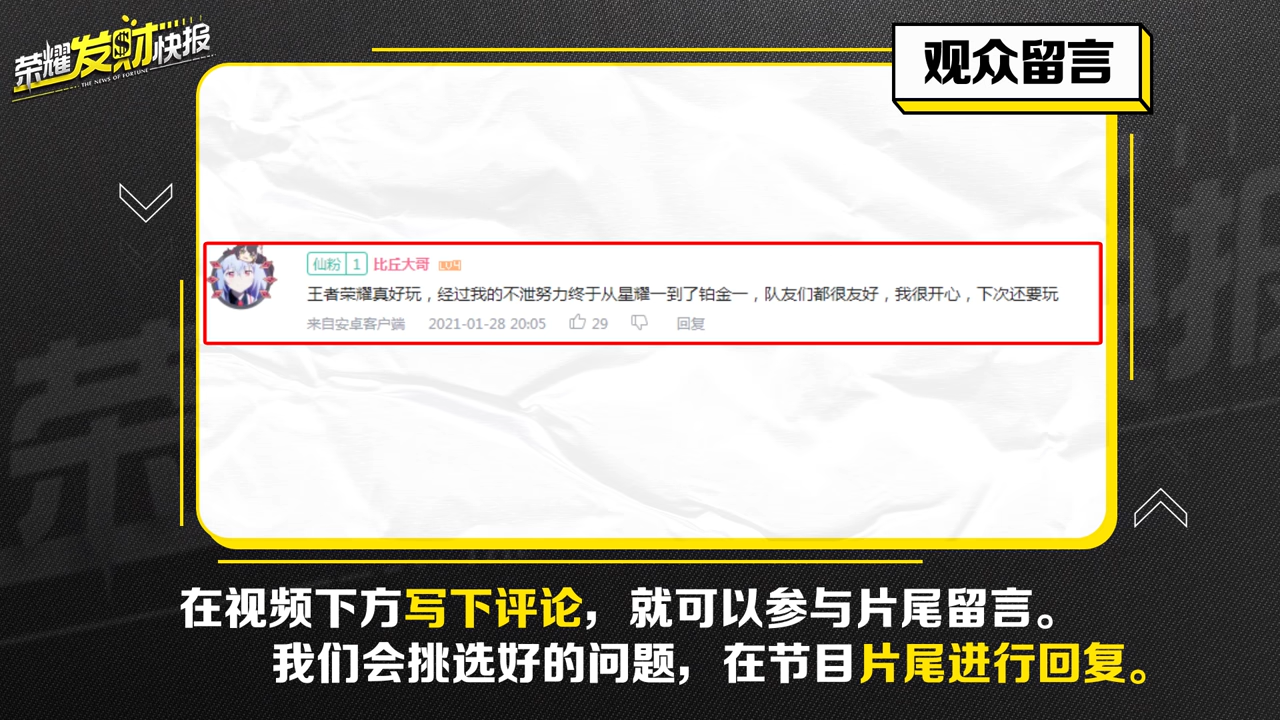 荣耀发财快报
THE NEWS OF FORTUNE
观众留言
仙粉 1 比丘大哥
王者荣耀真好玩，经过我的不泄努力终于从星耀一到了铂金一，队友们都很友好，我很开心，下次还要玩
来自安卓客户端 2021-01-28 20:05 29 回复
在视频下方写下评论，就可以参与片尾留言。
我们会挑选好的问题，在节目片尾进行回复。